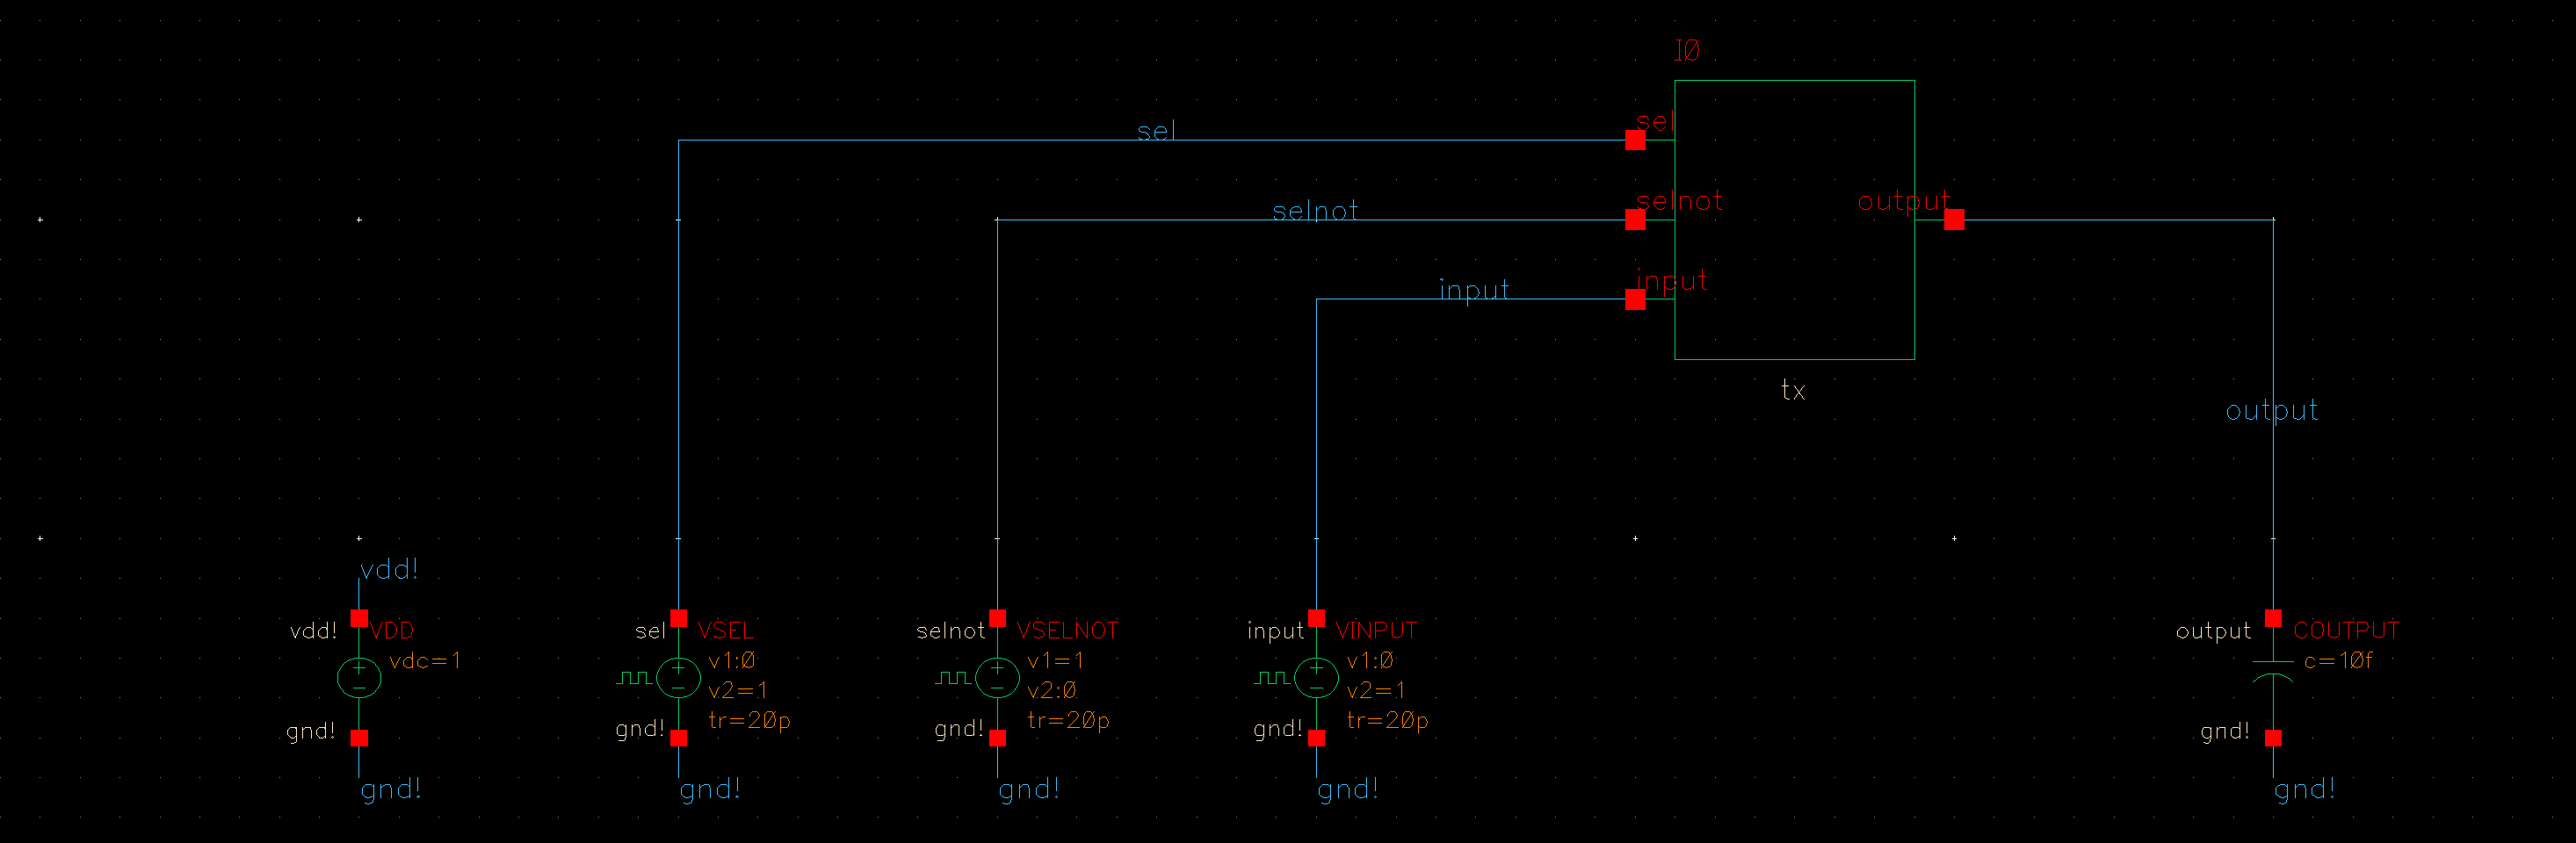 I0
sel
sel
selnot
selnot
output
input
input
tx
output
vdd!
vdd!
VDD
vdc=1
gnd!
gnd!
sel
VSEL
v1:0
v2=1
tr=20p
gnd!
gnd!
selnot
VSELNOT
v1=1
v2:0
tr=20p
gnd!
gnd!
input
VINPUT
v1:0
v2=1
tr=20p
gnd!
gnd!
output
COUTPUT
c=10f
gnd!
gnd!